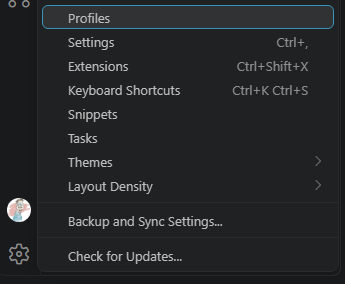 Profiles
Settings Ctrl+,
Extensions Ctrl+Shift+X
Keyboard Shortcuts Ctrl+K Ctrl+S
Snippets
Tasks
Themes
Layout Density
Backup and Sync Settings...
Check for Updates...